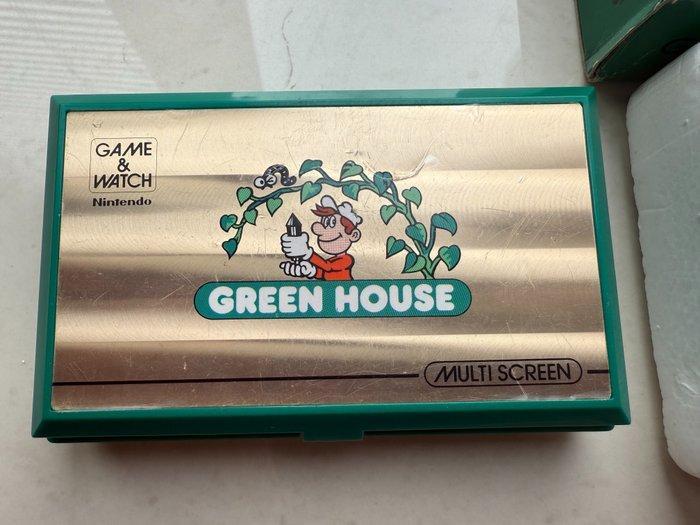 GAME
&
WATCH
Nintendo
GREEN HOUSE
MULTI SCREEN